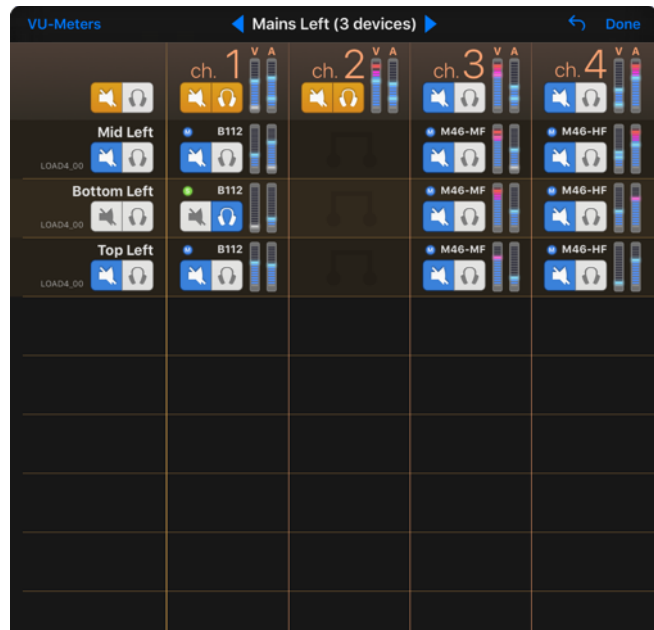 VU-Meters Mains Left (3 devices) Done
ch. 1 V A ch. 2 V A ch. 3 V A ch. 4 V A
Mid Left M B112 M M46-MF M M46-HF
LOAD4_00
Bottom Left S B112 M M46-MF M M46-HF
LOAD4_00
Top Left M B112 M M46-MF M M46-HF
LOAD4_00